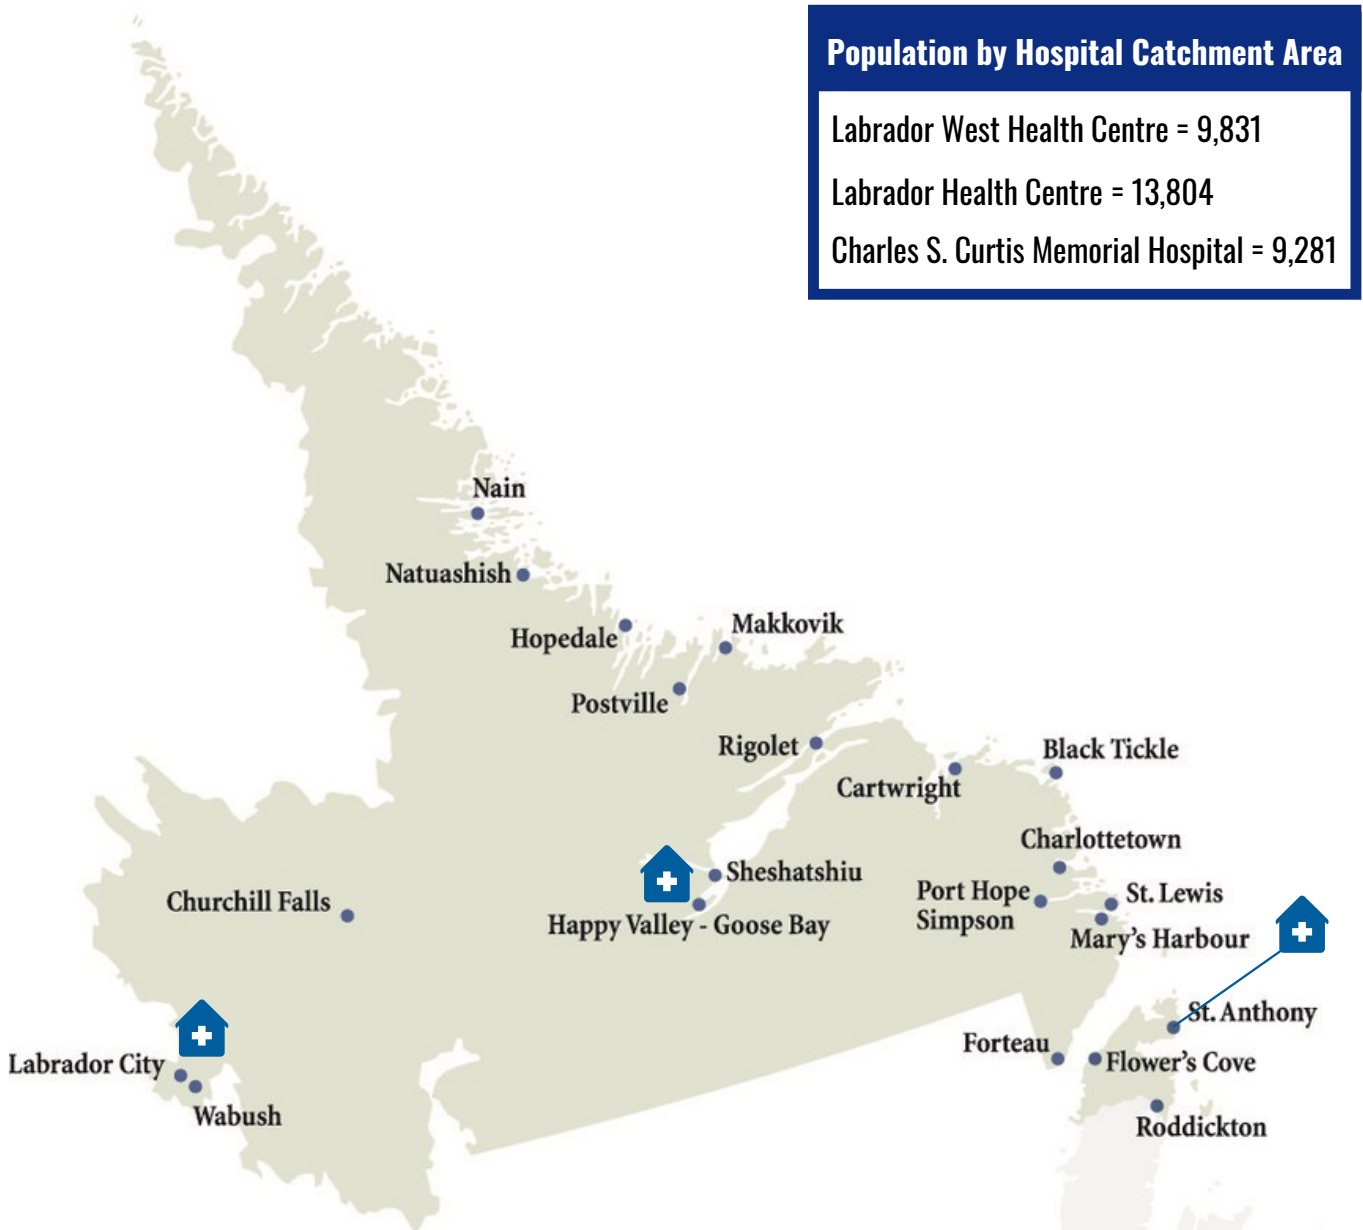 Population by Hospital Catchment Area
Labrador West Health Centre = 9,831
Labrador Health Centre = 13,804
Charles S. Curtis Memorial Hospital = 9,281
Nain
Natuashish
Hopedale
Makkovik
Postville
Rigolet
Cartwright
Black Tickle
Charlottetown
Sheshatshiu
Port Hope
Simpson
St. Lewis
Churchill Falls
Happy Valley - Goose Bay
Mary's Harbour
St. Anthony
Forteau
Flower's Cove
Labrador City
Wabush
Roddickton